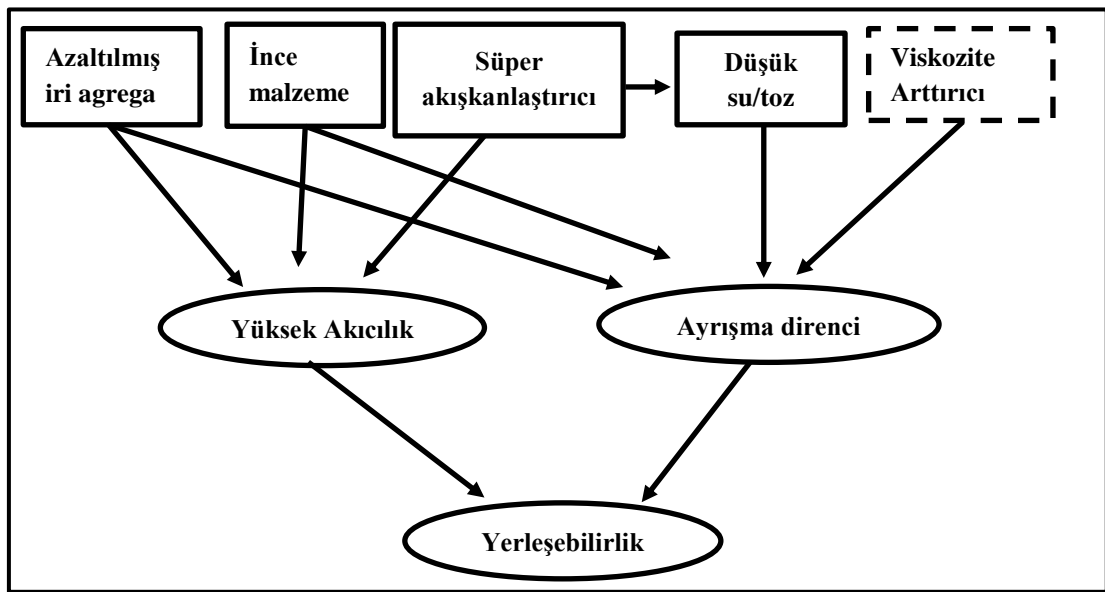 Azaltılmış
iri agrega
İnce
malzeme
Süper
akışkanlaştırıcı
Düşük
su/toz
Viskozite
Arttırıcı
Yüksek Akıcılık
Ayrışma direnci
Yerleşebilirlik